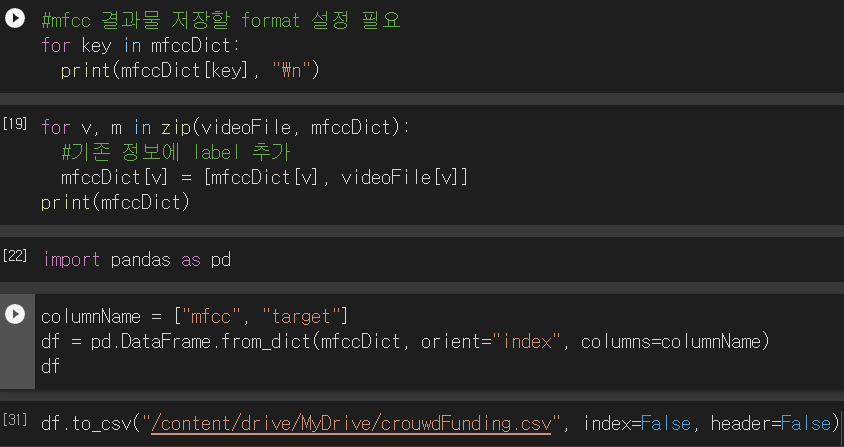 #mfcc 결과물 저장할 format 설정 필요
for key in mfccDict:
  print(mfccDict[key], "₩n")
[19] for v, m in zip(videoFile, mfccDict):
  #기존 정보에 label 추가
  mfccDict[v] = [mfccDict[v], videoFile[v]]
print(mfccDict)
[22] import pandas as pd
columnName = ["mfcc", "target"]
df = pd.DataFrame.from_dict(mfccDict, orient="index", columns=columnName)
df
[31] df.to_csv("/content/drive/MyDrive/crouwdFunding.csv", index=False, header=False)